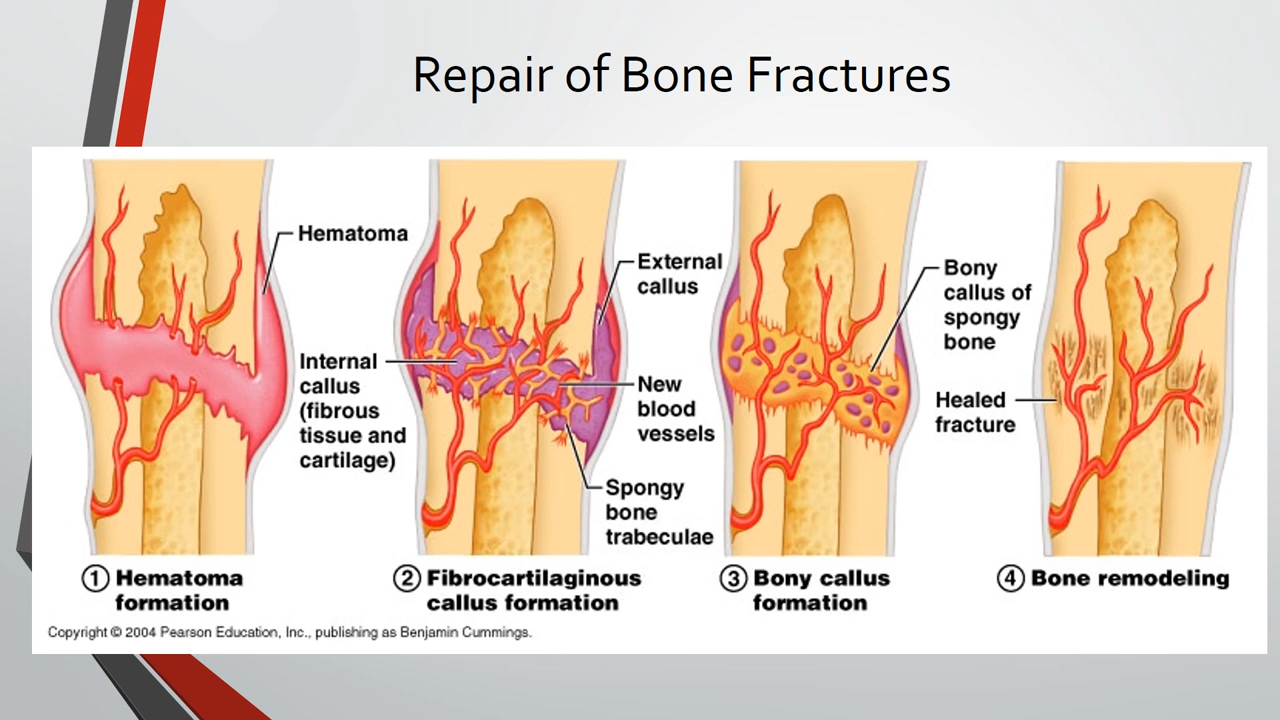 Repair of Bone Fractures
Hematoma
Internal
callus
(fibrous
tissue and
cartilage)
External
callus
New
blood
vessels
Spongy
bone
trabeculae
Bony
callus of
spongy
bone
Healed
fracture
1 Hematoma
formation
2 Fibrocartilaginous
callus formation
3 Bony callus
formation
4 Bone remodeling
Copyright © 2004 Pearson Education, Inc., publishing as Benjamin Cummings.